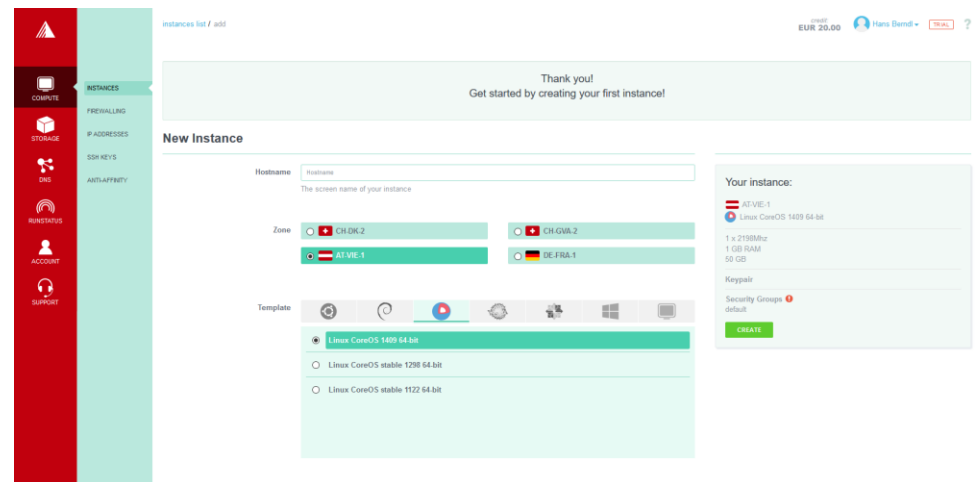 instances list / add
credit
EUR 20.00
Hans Berndl
TRIAL
?
COMPUTE
STORAGE
DNS
RUNSTATUS
ACCOUNT
SUPPORT
INSTANCES
FIREWALLING
IP ADDRESSES
SSH KEYS
ANTI-AFFINITY
Thank you!
Get started by creating your first instance!
New Instance
Hostname
Hostname
The screen name of your instance
Zone
CH-DK-2
CH-GVA-2
AT-VIE-1
DE-FRA-1
Template
Linux CoreOS 1409 64-bit
Linux CoreOS stable 1298 64-bit
Linux CoreOS stable 1122 64-bit
Your instance:
AT-VIE-1
Linux CoreOS 1409 64-bit
1 x 2198Mhz
1 GB RAM
50 GB
Keypair
Security Groups !
default
CREATE